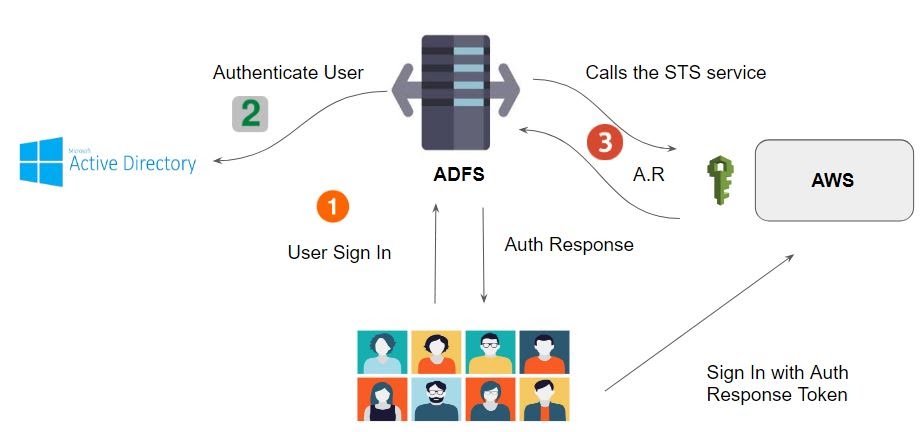 Authenticate User
Calls the STS service
2
3
Microsoft
Active Directory
ADFS
A.R
AWS
1
User Sign In
Auth Response
Sign In with Auth
Response Token